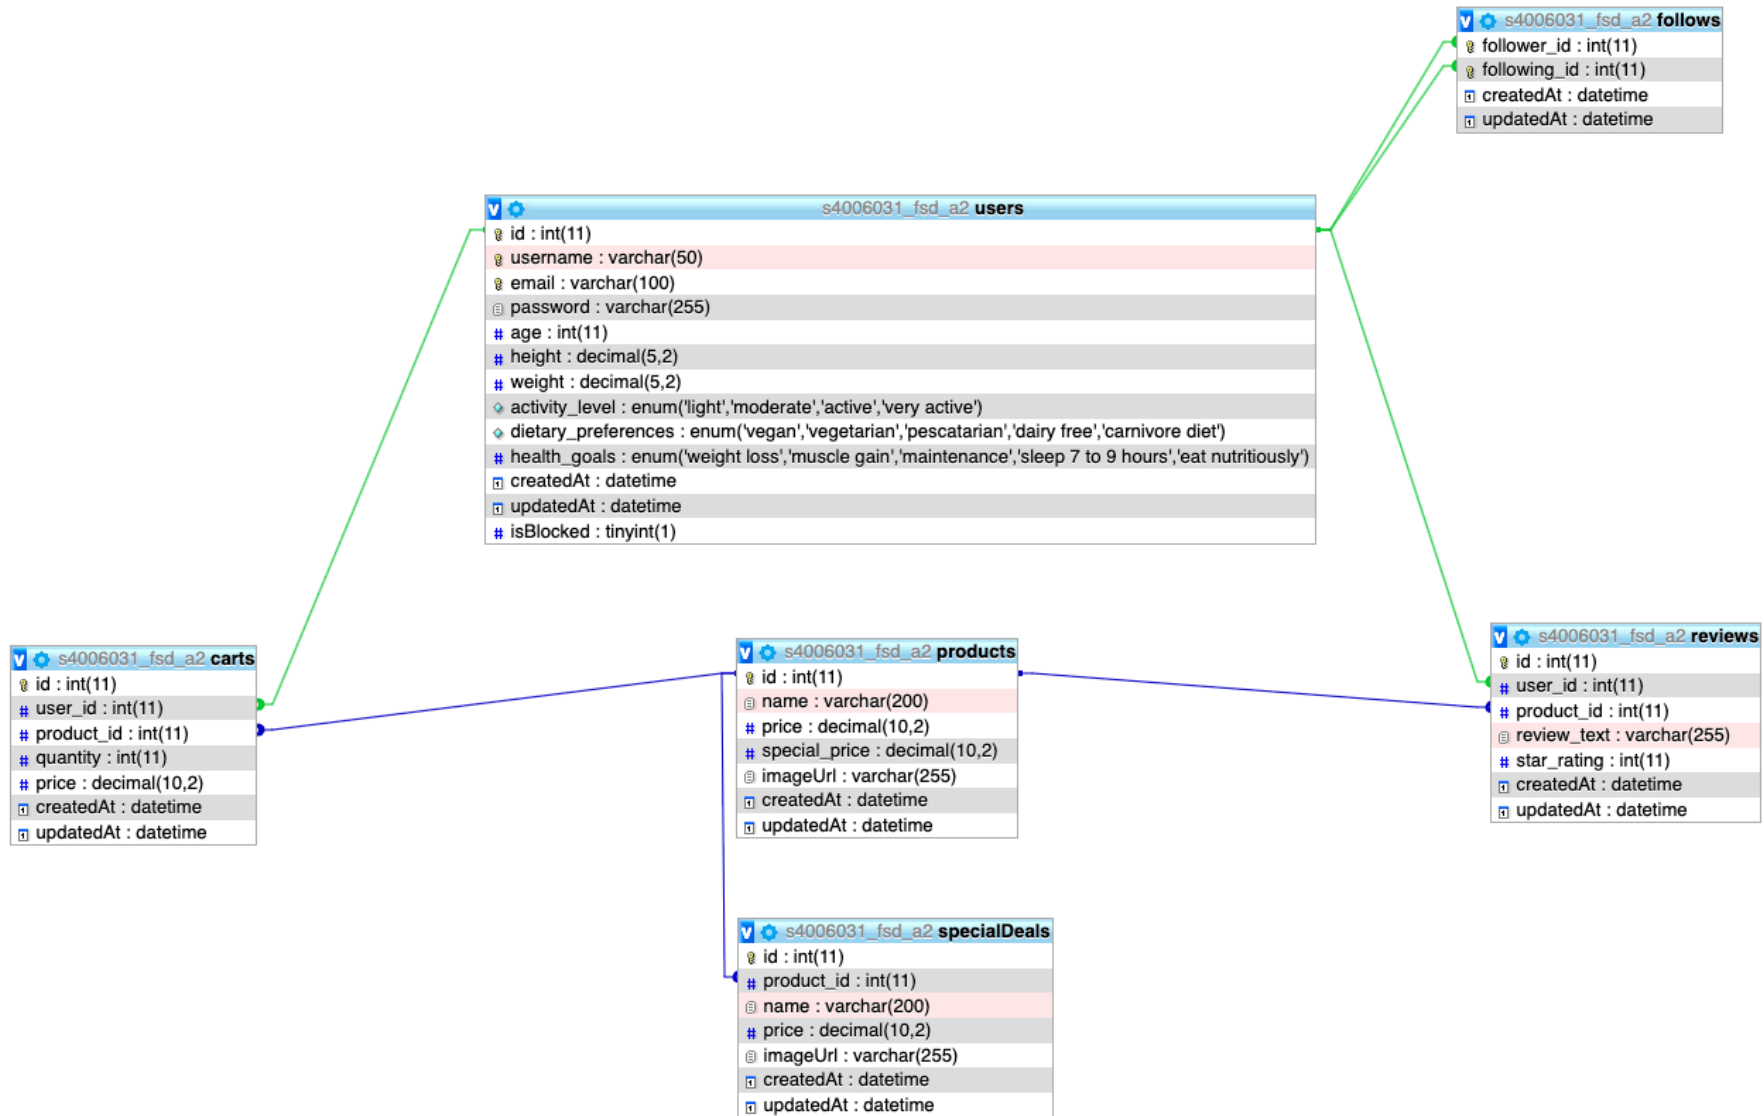 s4006031_fsd_a2 follows
follower_id : int(11)
following_id : int(11)
createdAt : datetime
updatedAt : datetime
s4006031_fsd_a2 users
id : int(11)
username : varchar(50)
email : varchar(100)
password : varchar(255)
age : int(11)
height : decimal(5,2)
weight : decimal(5,2)
activity_level : enum('light','moderate','active','very active')
dietary_preferences : enum('vegan','vegetarian','pescatarian','dairy free','carnivore diet')
health_goals : enum('weight loss','muscle gain','maintenance','sleep 7 to 9 hours','eat nutritiously')
createdAt : datetime
updatedAt : datetime
isBlocked : tinyint(1)
s4006031_fsd_a2 carts
id : int(11)
user_id : int(11)
product_id : int(11)
quantity : int(11)
price : decimal(10,2)
createdAt : datetime
updatedAt : datetime
s4006031_fsd_a2 products
id : int(11)
name : varchar(200)
price : decimal(10,2)
special_price : decimal(10,2)
imageUrl : varchar(255)
createdAt : datetime
updatedAt : datetime
s4006031_fsd_a2 reviews
id : int(11)
user_id : int(11)
product_id : int(11)
review_text : varchar(255)
star_rating : int(11)
createdAt : datetime
updatedAt : datetime
s4006031_fsd_a2 specialDeals
id : int(11)
product_id : int(11)
name : varchar(200)
price : decimal(10,2)
imageUrl : varchar(255)
createdAt : datetime
updatedAt : datetime